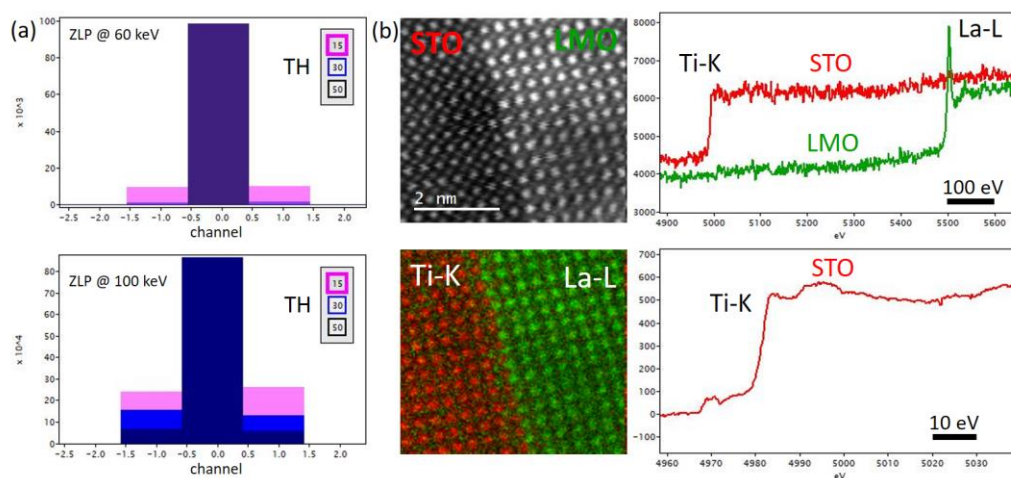 (a)
ZLP @ 60 keV
TH
15
30
50
x 10^3
100
80
60
40
20
0
-2.5 -2.0 -1.5 -1.0 -0.5 0.0 0.5 1.0 1.5 2.0
channel
ZLP @ 100 keV
TH
15
30
50
x 10^4
80
70
60
50
40
30
20
10
0
-2.5 -2.0 -1.5 -1.0 -0.5 0.0 0.5 1.0 1.5 2.0
channel
(b)
STO LMO
2 nm
Ti-K
La-L
STO
LMO
100 eV
8000
7000
6000
5000
4000
3000
4900 5000 5100 5200 5300 5400 5500 5600
eV
Ti-K La-L
STO
Ti-K
10 eV
700
600
500
400
300
200
100
0
-100
4960 4970 4980 4990 5000 5010 5020 5030
eV